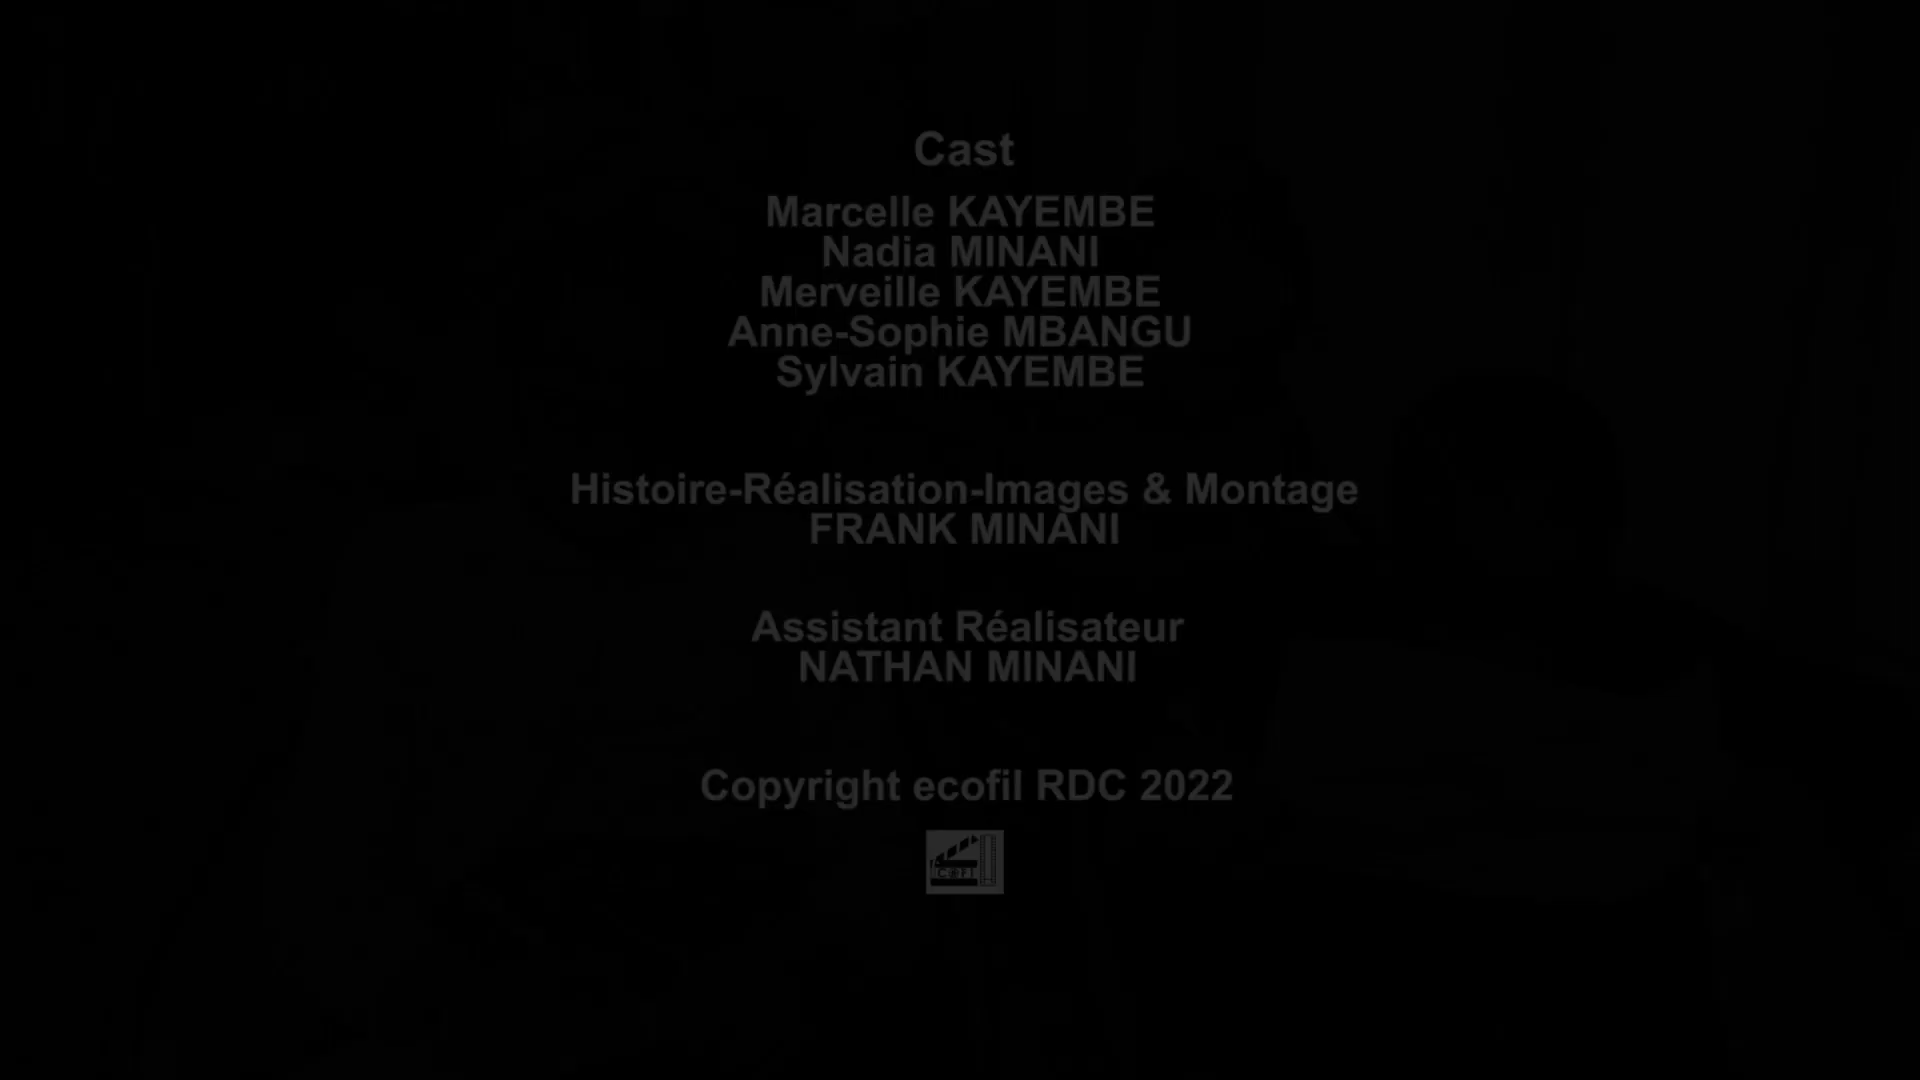 Cast
Marcelle KAYEMBE
Nadia MINANI
Merveille KAYEMBE
Anne-Sophie MBANGU
Sylvain KAYEMBE
Histoire-Réalisation-Images & Montage
FRANK MINANI
Assistant Réalisateur
NATHAN MINANI
Copyright ecofil RDC 2022